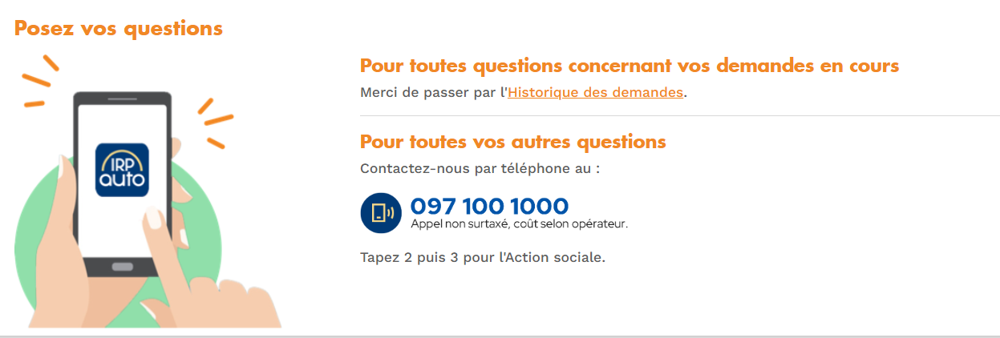 Posez vos questions
IRP
auto
Pour toutes questions concernant vos demandes en cours
Merci de passer par l'Historique des demandes.
Pour toutes vos autres questions
Contactez-nous par téléphone au :
097 100 1000
Appel non surtaxé, coût selon opérateur.
Tapez 2 puis 3 pour l'Action sociale.